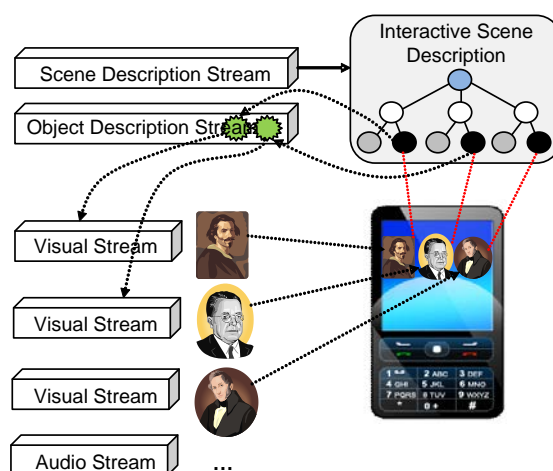 Interactive Scene
Description
Scene Description Stream
Object Description Stream
Visual Stream
Visual Stream
Visual Stream
Audio Stream
...
1 2 ABC 3 DEF
4 GHI 5 JKL 6 MNO
7 PQRS 8 TUV 9 WXYZ
* 0 + #